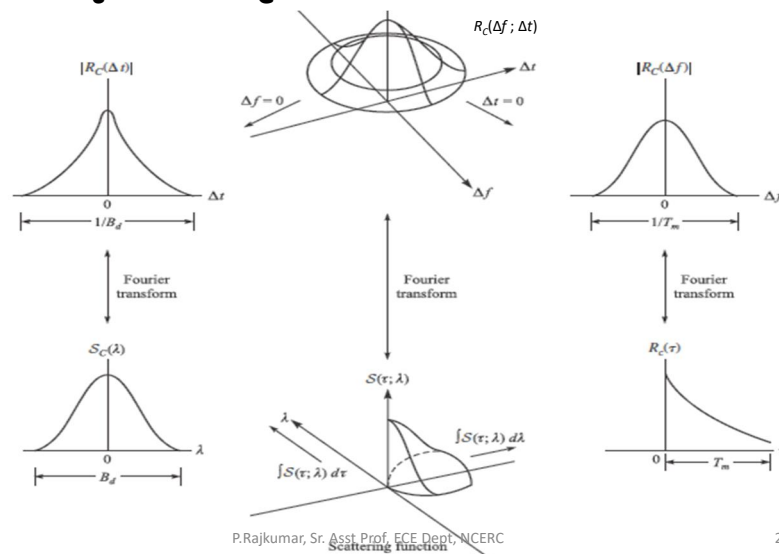 R_C(Δf ; Δt)
|R_C(Δt)|
|R_C(Δf)|
Δt
Δf = 0
Δt = 0
0
Δt
0
Δf
Δf
1/B_d
1/T_m
Fourier
transform
Fourier
transform
Fourier
transform
S_C(λ)
R_c(τ)
S(τ; λ)
λ
∫S(τ; λ) dλ
0
λ
∫S(τ; λ) dτ
0
T_m
B_d
P.Rajkumar, Sr. Asst Prof, ECE Dept, NCERC
2
Scattering function